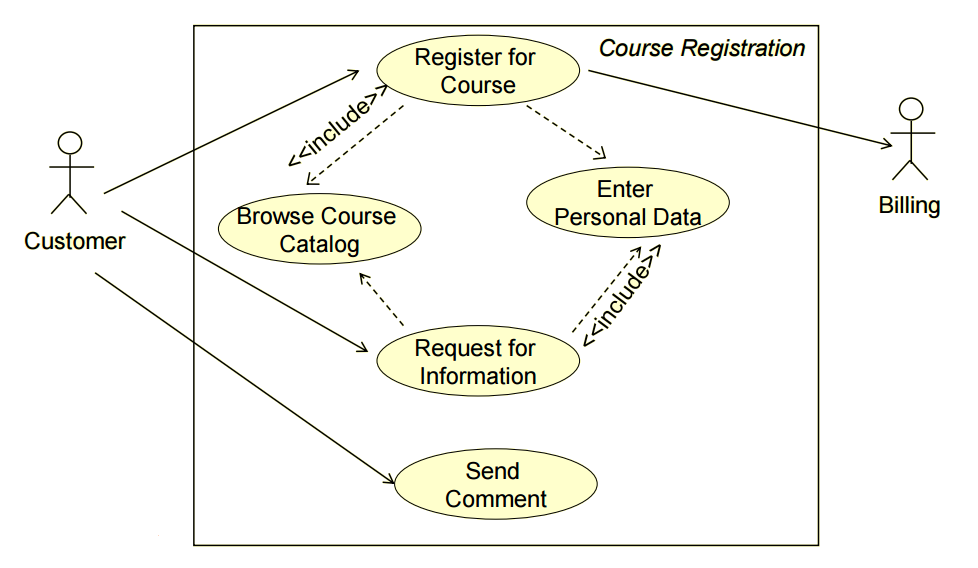 Register for
Course
Course Registration
<<include>>
Enter
Personal Data
Billing
Browse Course
Catalog
Customer
<<include>>
Request for
Information
Send
Comment